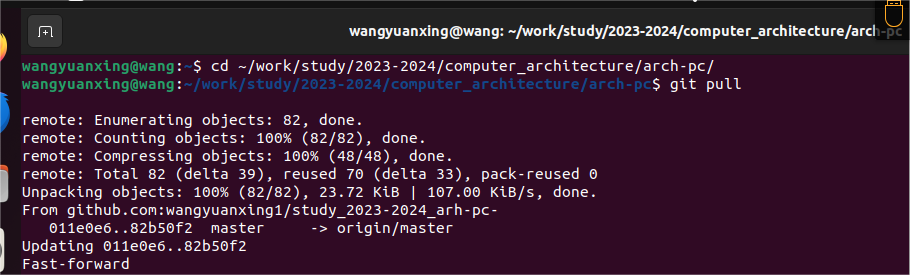 wangyuanxing@wang: ~/work/study/2023-2024/computer_architecture/arch-pc
wangyuanxing@wang:~$ cd ~/work/study/2023-2024/computer_architecture/arch-pc/
wangyuanxing@wang:~/work/study/2023-2024/computer_architecture/arch-pc$ git pull
remote: Enumerating objects: 82, done.
remote: Counting objects: 100% (82/82), done.
remote: Compressing objects: 100% (48/48), done.
remote: Total 82 (delta 39), reused 70 (delta 33), pack-reused 0
Unpacking objects: 100% (82/82), 23.72 KiB | 107.00 KiB/s, done.
From github.com:wangyuanxing1/study_2023-2024_arh-pc-
   011e0e6..82b50f2  master     -> origin/master
Updating 011e0e6..82b50f2
Fast-forward